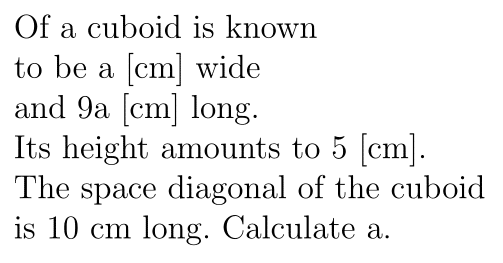 Of a cuboid is known
to be a [cm] wide
and 9a [cm] long.
Its height amounts to 5 [cm].
The space diagonal of the cuboid
is 10 cm long. Calculate a.